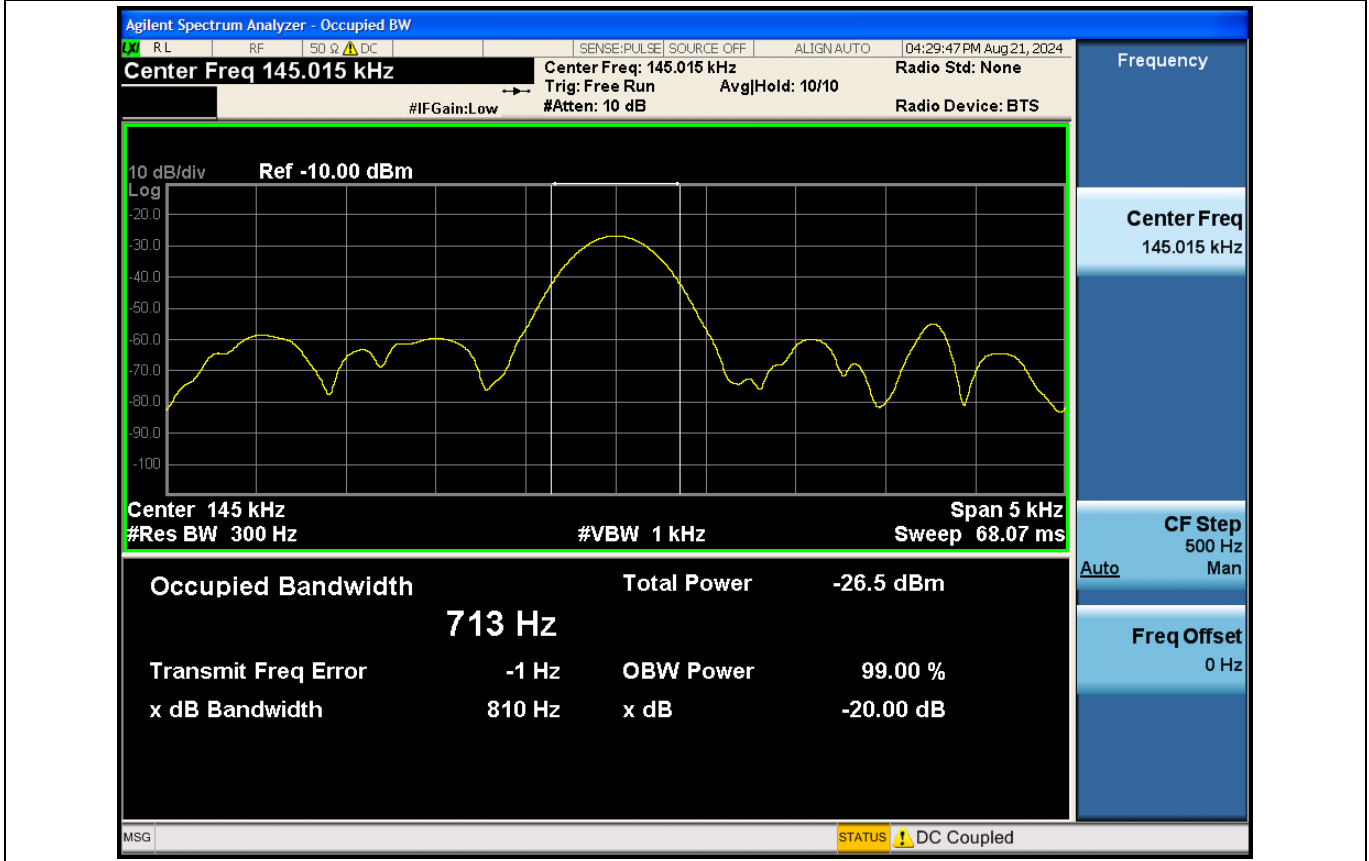 Agilent Spectrum Analyzer - Occupied BW
LXI RL RF 50 Ω DC SENSE:PULSE SOURCE OFF ALIGN AUTO 04:29:47 PM Aug 21, 2024
Center Freq 145.015 kHz
Center Freq: 145.015 kHz
Radio Std: None
Trig: Free Run Avg|Hold: 10/10
#IFGain:Low
#Atten: 10 dB
Radio Device: BTS
10 dB/div Ref -10.00 dBm
Log
-20.0
-30.0
-40.0
-50.0
-60.0
-70.0
-80.0
-90.0
-100
Center 145 kHz
Span 5 kHz
#Res BW 300 Hz
#VBW 1 kHz
Sweep 68.07 ms
Occupied Bandwidth
713 Hz
Total Power -26.5 dBm
Transmit Freq Error -1 Hz
OBW Power 99.00 %
x dB Bandwidth 810 Hz
x dB -20.00 dB
Frequency
Center Freq
145.015 kHz
CF Step
500 Hz
Auto Man
Freq Offset
0 Hz
MSG
STATUS ! DC Coupled